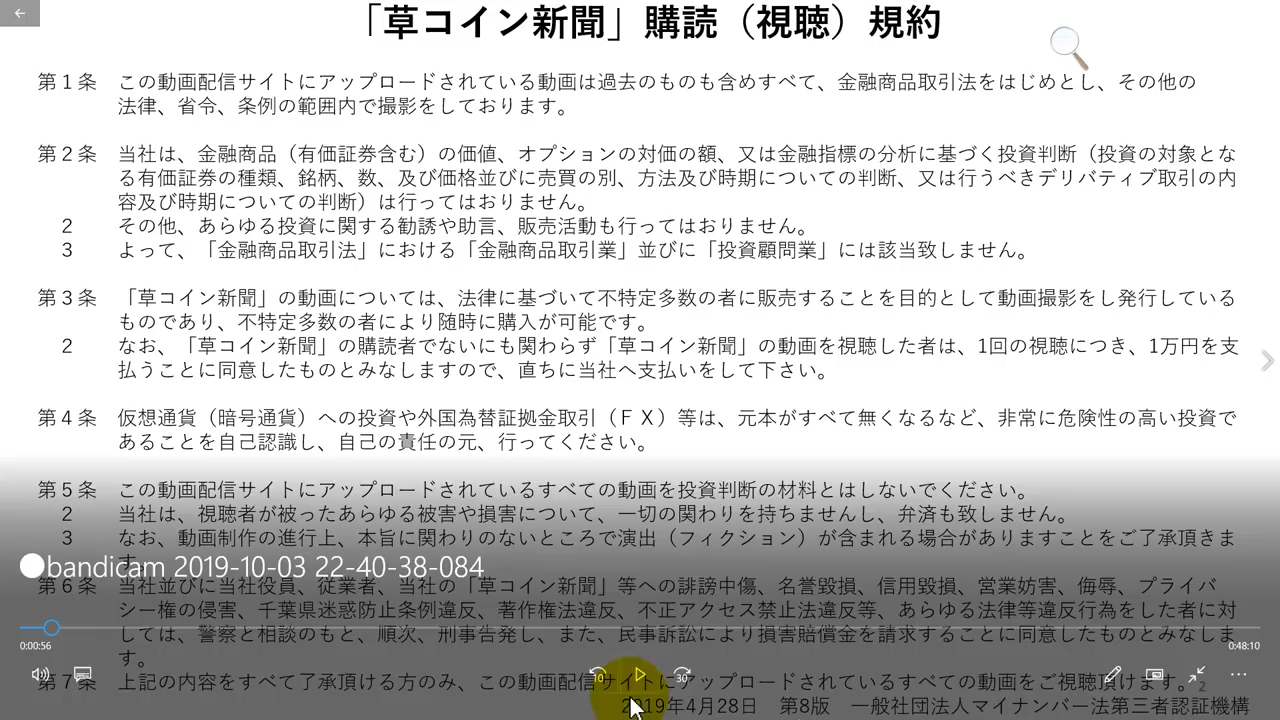 「草コイン新聞」購読（視聴）規約
第１条　この動画配信サイトにアップロードされている動画は過去のものも含めすべて、金融商品取引法をはじめとし、その他の
法律、省令、条例の範囲内で撮影をしております。
第２条　当社は、金融商品（有価証券含む）の価値、オプションの対価の額、又は金融指標の分析に基づく投資判断（投資の対象とな
る有価証券の種類、銘柄、数、及び価格並びに売買の別、方法及び時期についての判断、又は行うべきデリバティブ取引の内
容及び時期についての判断）は行ってはおりません。
２　その他、あらゆる投資に関する勧誘や助言、販売活動も行ってはおりません。
３　よって、「金融商品取引法」における「金融商品取引業」並びに「投資顧問業」には該当致しません。
第３条　「草コイン新聞」の動画については、法律に基づいて不特定多数の者に販売することを目的として動画撮影をし発行している
ものであり、不特定多数の者により随時に購入が可能です。
２　なお、「草コイン新聞」の購読者でないにも関わらず「草コイン新聞」の動画を視聴した者は、1回の視聴につき、1万円を支
払うことに同意したものとみなしますので、直ちに当社へ支払いをして下さい。
第４条　仮想通貨（暗号通貨）への投資や外国為替証拠金取引（ＦＸ）等は、元本がすべて無くなるなど、非常に危険性の高い投資で
あることを自己認識し、自己の責任の元、行ってください。
第５条　この動画配信サイトにアップロードされているすべての動画を投資判断の材料とはしないでください。
２　当社は、視聴者が被ったあらゆる被害や損害について、一切の関わりを持ちませんし、弁済も致しません。
３　なお、動画制作の進行上、本旨に関わりのないところで演出（フィクション）が含まれる場合がありますことをご了承頂きま
す。
bandicam 2019-10-03 22-40-38-084
第６条　当社並びに当社役員、従業者、当社の「草コイン新聞」等への誹謗中傷、名誉毀損、信用毀損、営業妨害、侮辱、プライバ
シー権の侵害、千葉県迷惑防止条例違反、著作権法違反、不正アクセス禁止法違反等、あらゆる法律等違反行為をした者に対
しては、警察と相談のもと、順次、刑事告発し、また、民事訴訟により損害賠償金を請求することに同意したものとみなしま
す。
0:00:56
0:48:10
10
30
第７条　上記の内容をすべて了承頂ける方のみ、この動画配信サイトにアップロードされているすべての動画をご視聴頂けます。
2
2019年4月28日　第8版　一般社団法人マイナンバー法第三者認証機構